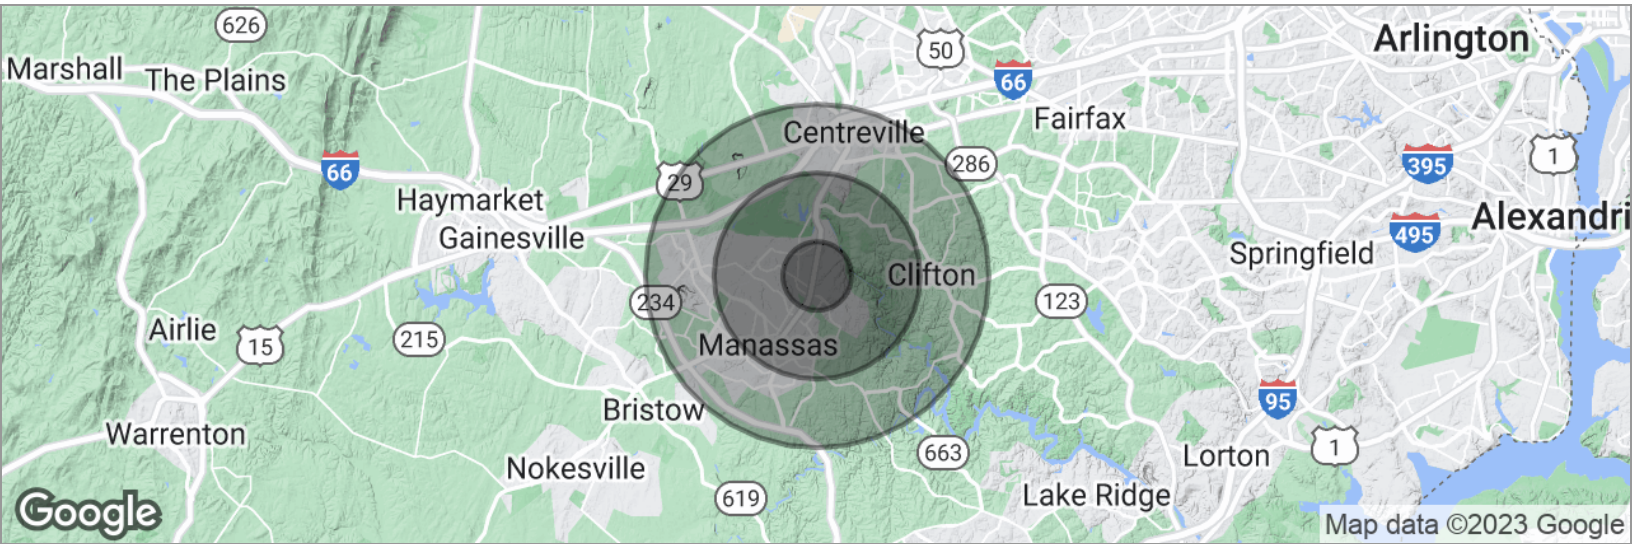 626
50
Arlington
Marshall
The Plains
66
66
Fairfax
Centreville
286
395
1
29
Haymarket
Gainesville
Alexandri
495
Springfield
Clifton
234
123
Airlie
15
215
Manassas
95
Bristow
Warrenton
663
1
Lorton
Nokesville
619
Lake Ridge
Google
Map data ©2023 Google